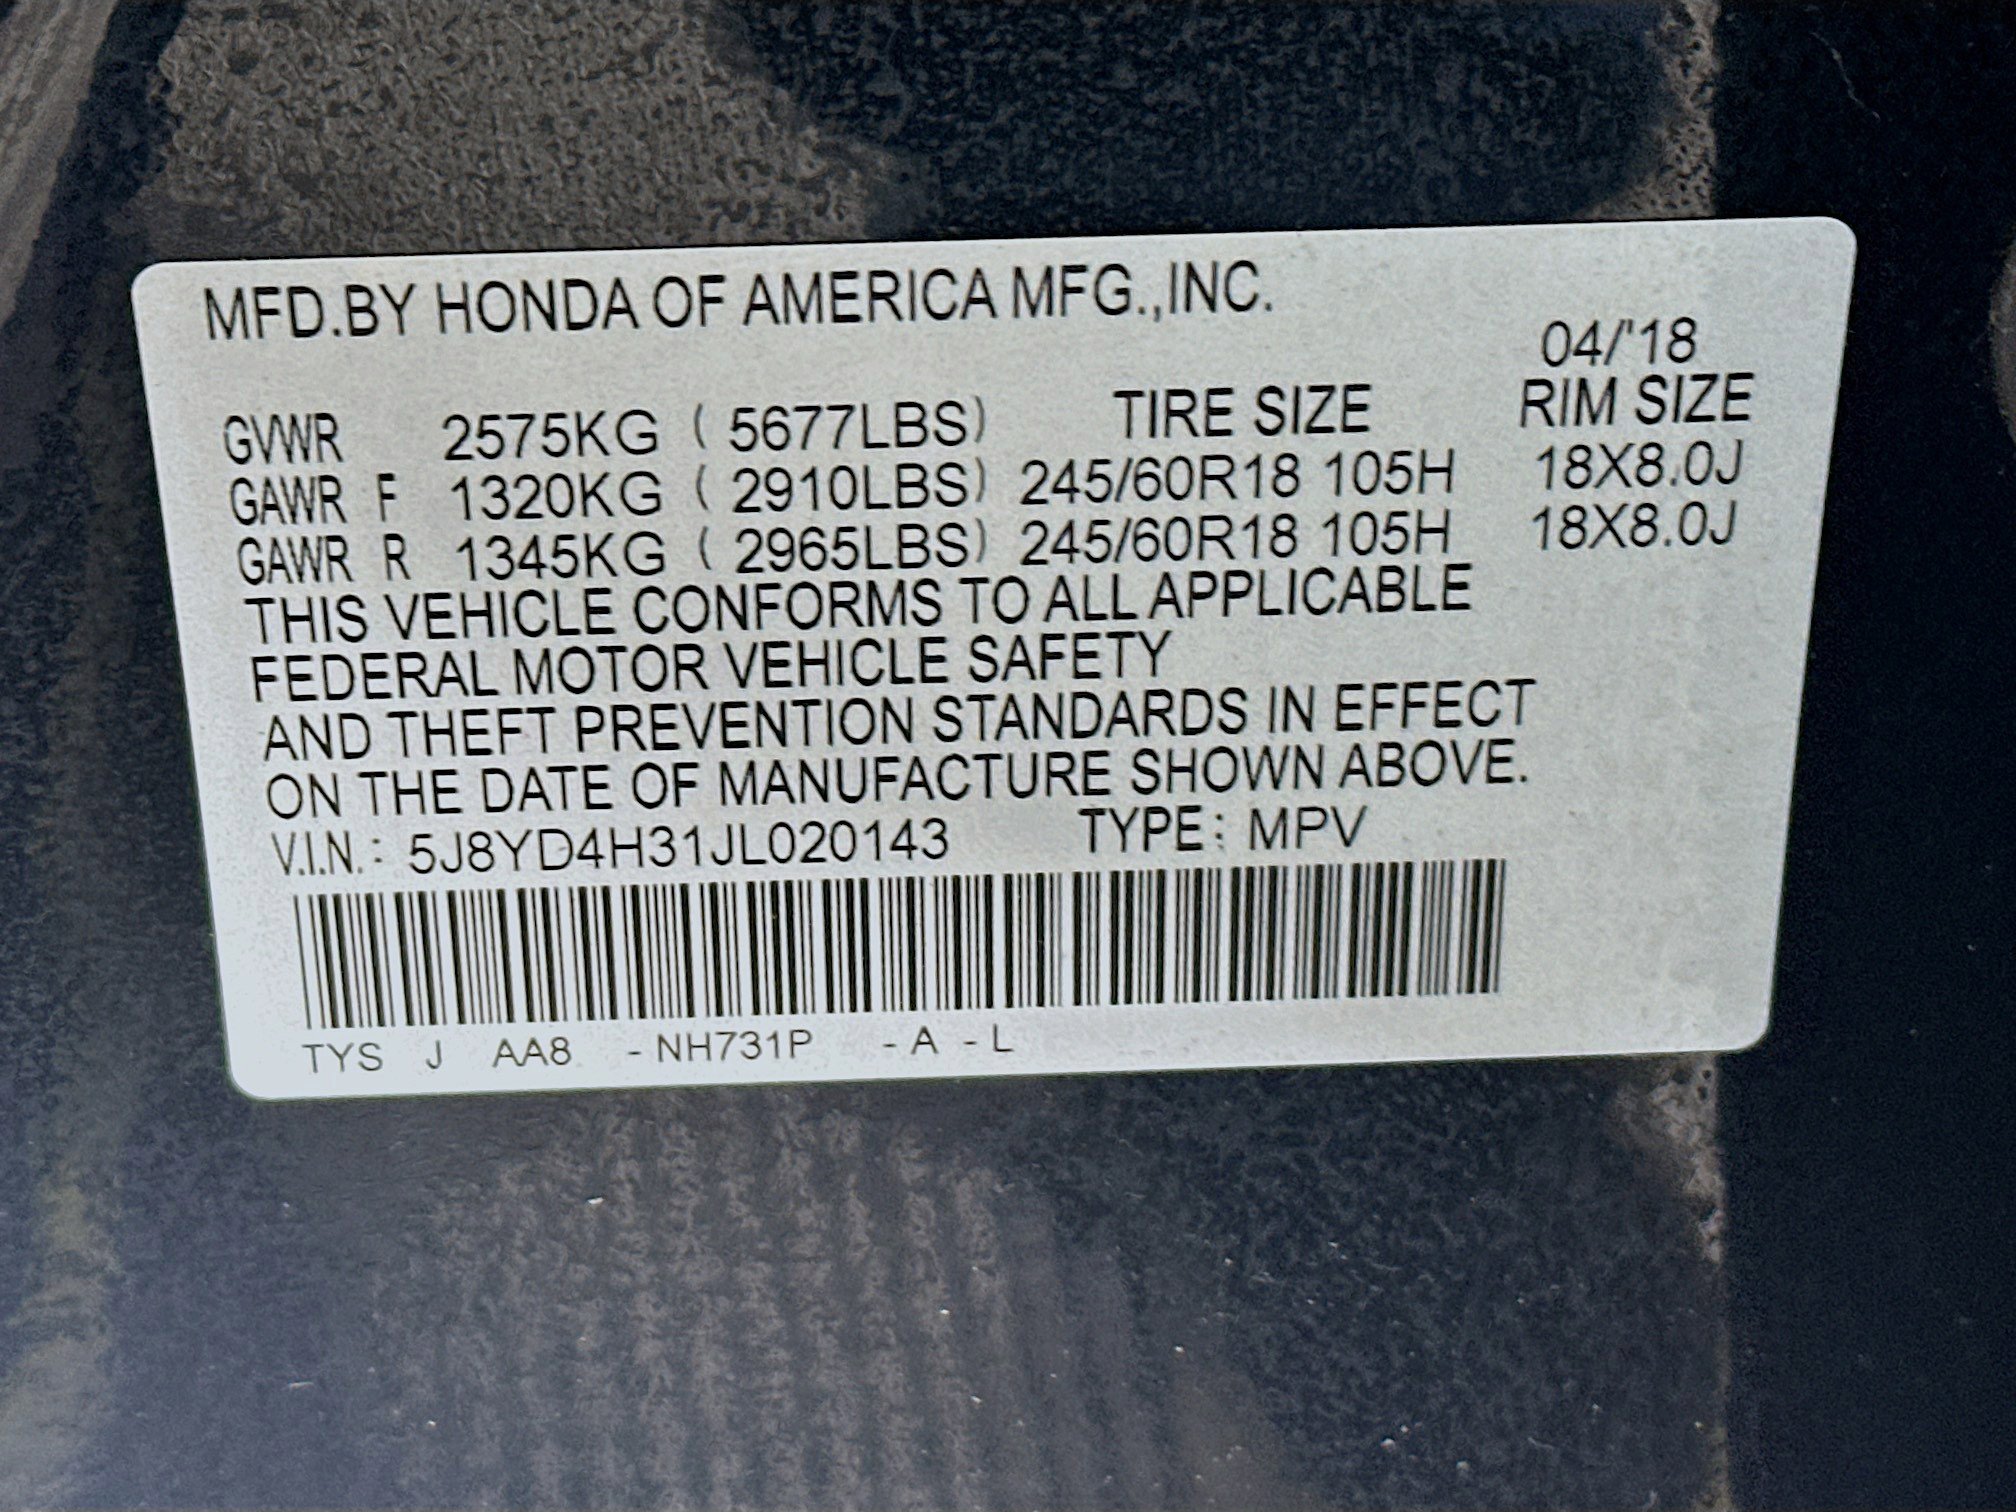 MFD.BY HONDA OF AMERICA MFG.,INC.
04/'18
GVWR 2575KG ( 5677LBS) TIRE SIZE RIM SIZE
GAWR F 1320KG ( 2910LBS) 245/60R18 105H 18X8.0J
GAWR R 1345KG ( 2965LBS) 245/60R18 105H 18X8.0J
THIS VEHICLE CONFORMS TO ALL APPLICABLE
FEDERAL MOTOR VEHICLE SAFETY
AND THEFT PREVENTION STANDARDS IN EFFECT
ON THE DATE OF MANUFACTURE SHOWN ABOVE.
V.I.N.: 5J8YD4H31JL020143 TYPE: MPV
TYS J AA8 -NH731P -A -L